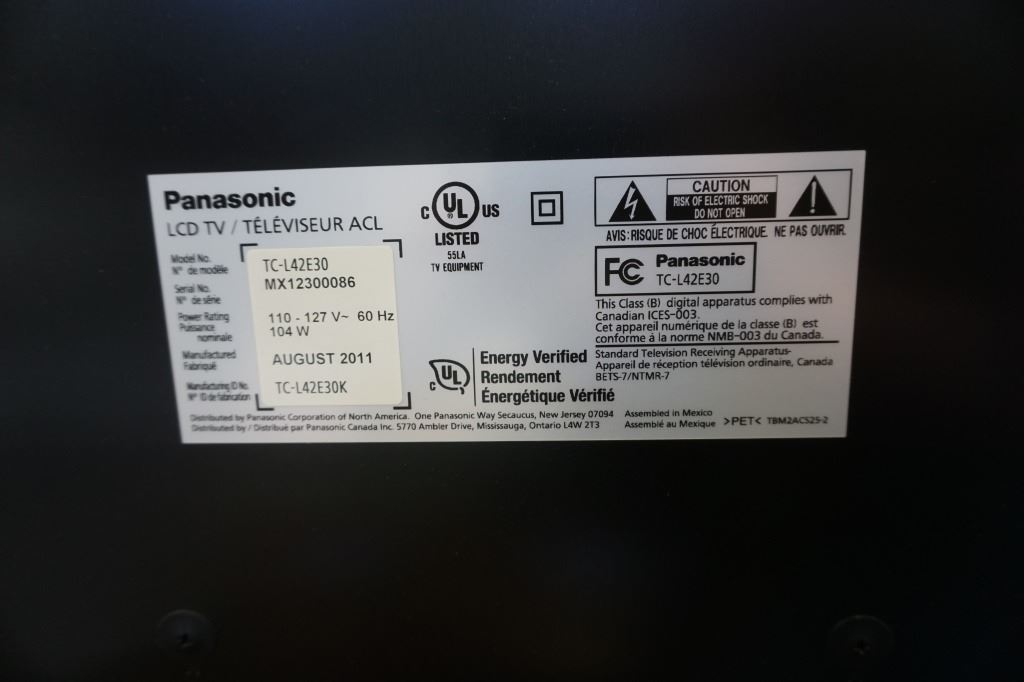 Panasonic
LCD TV / TÉLÉVISEUR ACL
Model No.
N° de modèle
TC-L42E30
Serial No.
N° de série
MX12300086
Power Rating
Puissance
nominale
110 - 127 V~ 60 Hz
104 W
Manufactured
Fabriqué
AUGUST 2011
Manufacturing ID No.
N° ID de fabrication
TC-L42E30K
C UL US
LISTED
55LA
TV EQUIPMENT
CAUTION
RISK OF ELECTRIC SHOCK
DO NOT OPEN
AVIS: RISQUE DE CHOC ÉLECTRIQUE. NE PAS OUVRIR.
FC Panasonic
TC-L42E30
This Class (B) digital apparatus complies with
Canadian ICES-003.
Cet appareil numérique de la classe (B) est
conforme à la norme NMB-003 du Canada.
Standard Television Receiving Apparatus-
Appareil de réception télévision ordinaire, Canada
BETS-7/NTMR-7
C UL
Energy Verified
Rendement
Énergétique Vérifié
Distributed by Panasonic Corporation of North America. One Panasonic Way Secaucus, New Jersey 07094
Distributed by / Distribué par Panasonic Canada Inc. 5770 Ambler Drive, Mississauga, Ontario L4W 2T3
Assembled in Mexico
Assemblé au Mexique
>PET< TBM2AC525-2